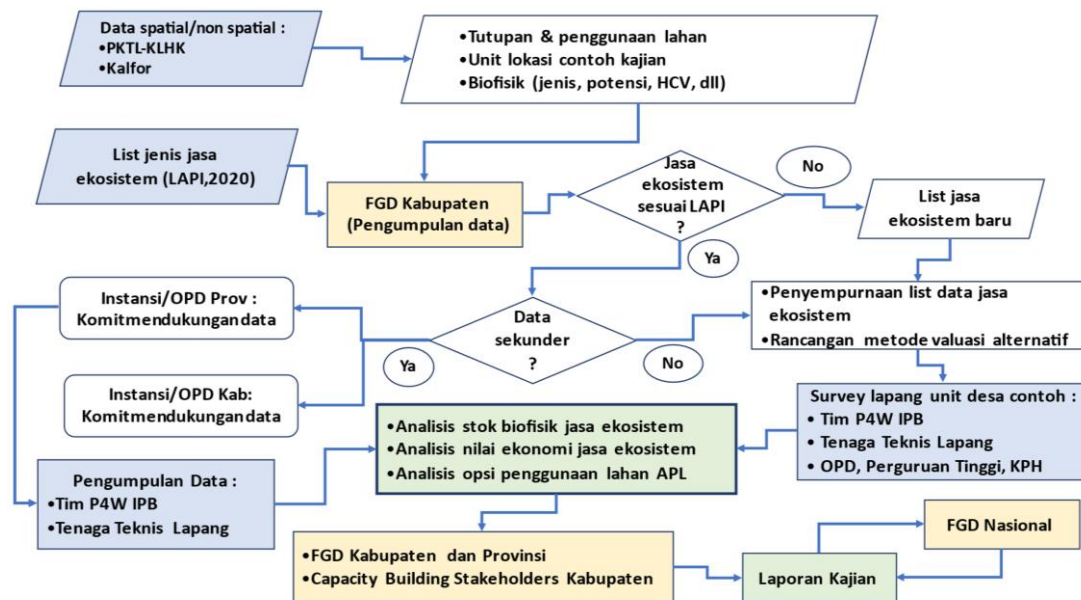 Data spatial/non spatial :
•PKTL-KLHK
•Kalfor
•Tutupan & penggunaan lahan
•Unit lokasi contoh kajian
•Biofisik (jenis, potensi, HCV, dll)
List jenis jasa
ekosistem (LAPI,2020)
FGD Kabupaten
(Pengumpulan data)
Jasa
ekosistem
sesuai LAPI
?
No
List jasa
ekosistem baru
Ya
Instansi/OPD Prov :
Komitmendukungandata
Data
sekunder
?
Ya
No
•Penyempurnaan list data jasa
ekosistem
•Rancangan metode valuasi alternatif
Instansi/OPD Kab:
Komitmendukungandata
Survey lapang unit desa contoh :
• Tim P4W IPB
• Tenaga Teknis Lapang
• OPD, Perguruan Tinggi, KPH
•Analisis stok biofisik jasa ekosistem
•Analisis nilai ekonomi jasa ekosistem
•Analisis opsi penggunaan lahan APL
Pengumpulan Data :
•Tim P4W IPB
•Tenaga Teknis Lapang
•FGD Kabupaten dan Provinsi
•Capacity Building Stakeholders Kabupaten
Laporan Kajian
FGD Nasional